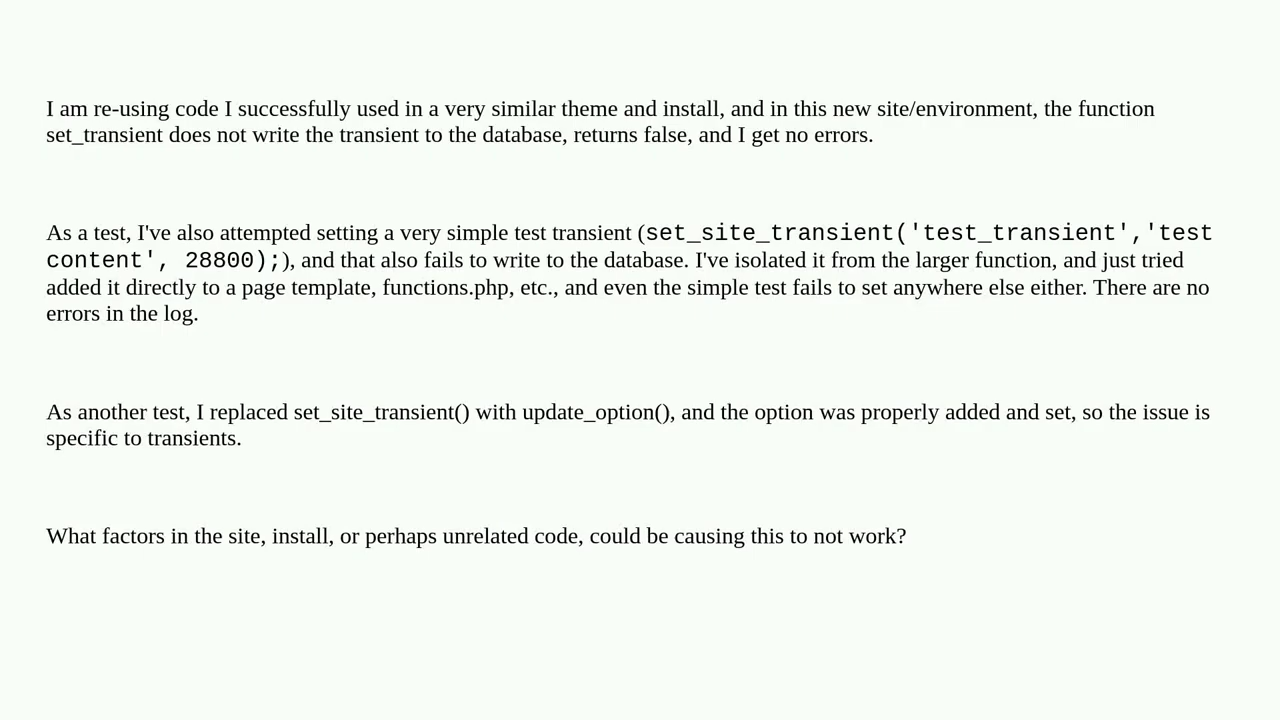 I am re-using code I successfully used in a very similar theme and install, and in this new site/environment, the function
set_transient does not write the transient to the database, returns false, and I get no errors.
As a test, I've also attempted setting a very simple test transient (set_site_transient('test_transient','test
content', 28800);), and that also fails to write to the database. I've isolated it from the larger function, and just tried
added it directly to a page template, functions.php, etc., and even the simple test fails to set anywhere else either. There are no
errors in the log.
As another test, I replaced set_site_transient() with update_option(), and the option was properly added and set, so the issue is
specific to transients.
What factors in the site, install, or perhaps unrelated code, could be causing this to not work?